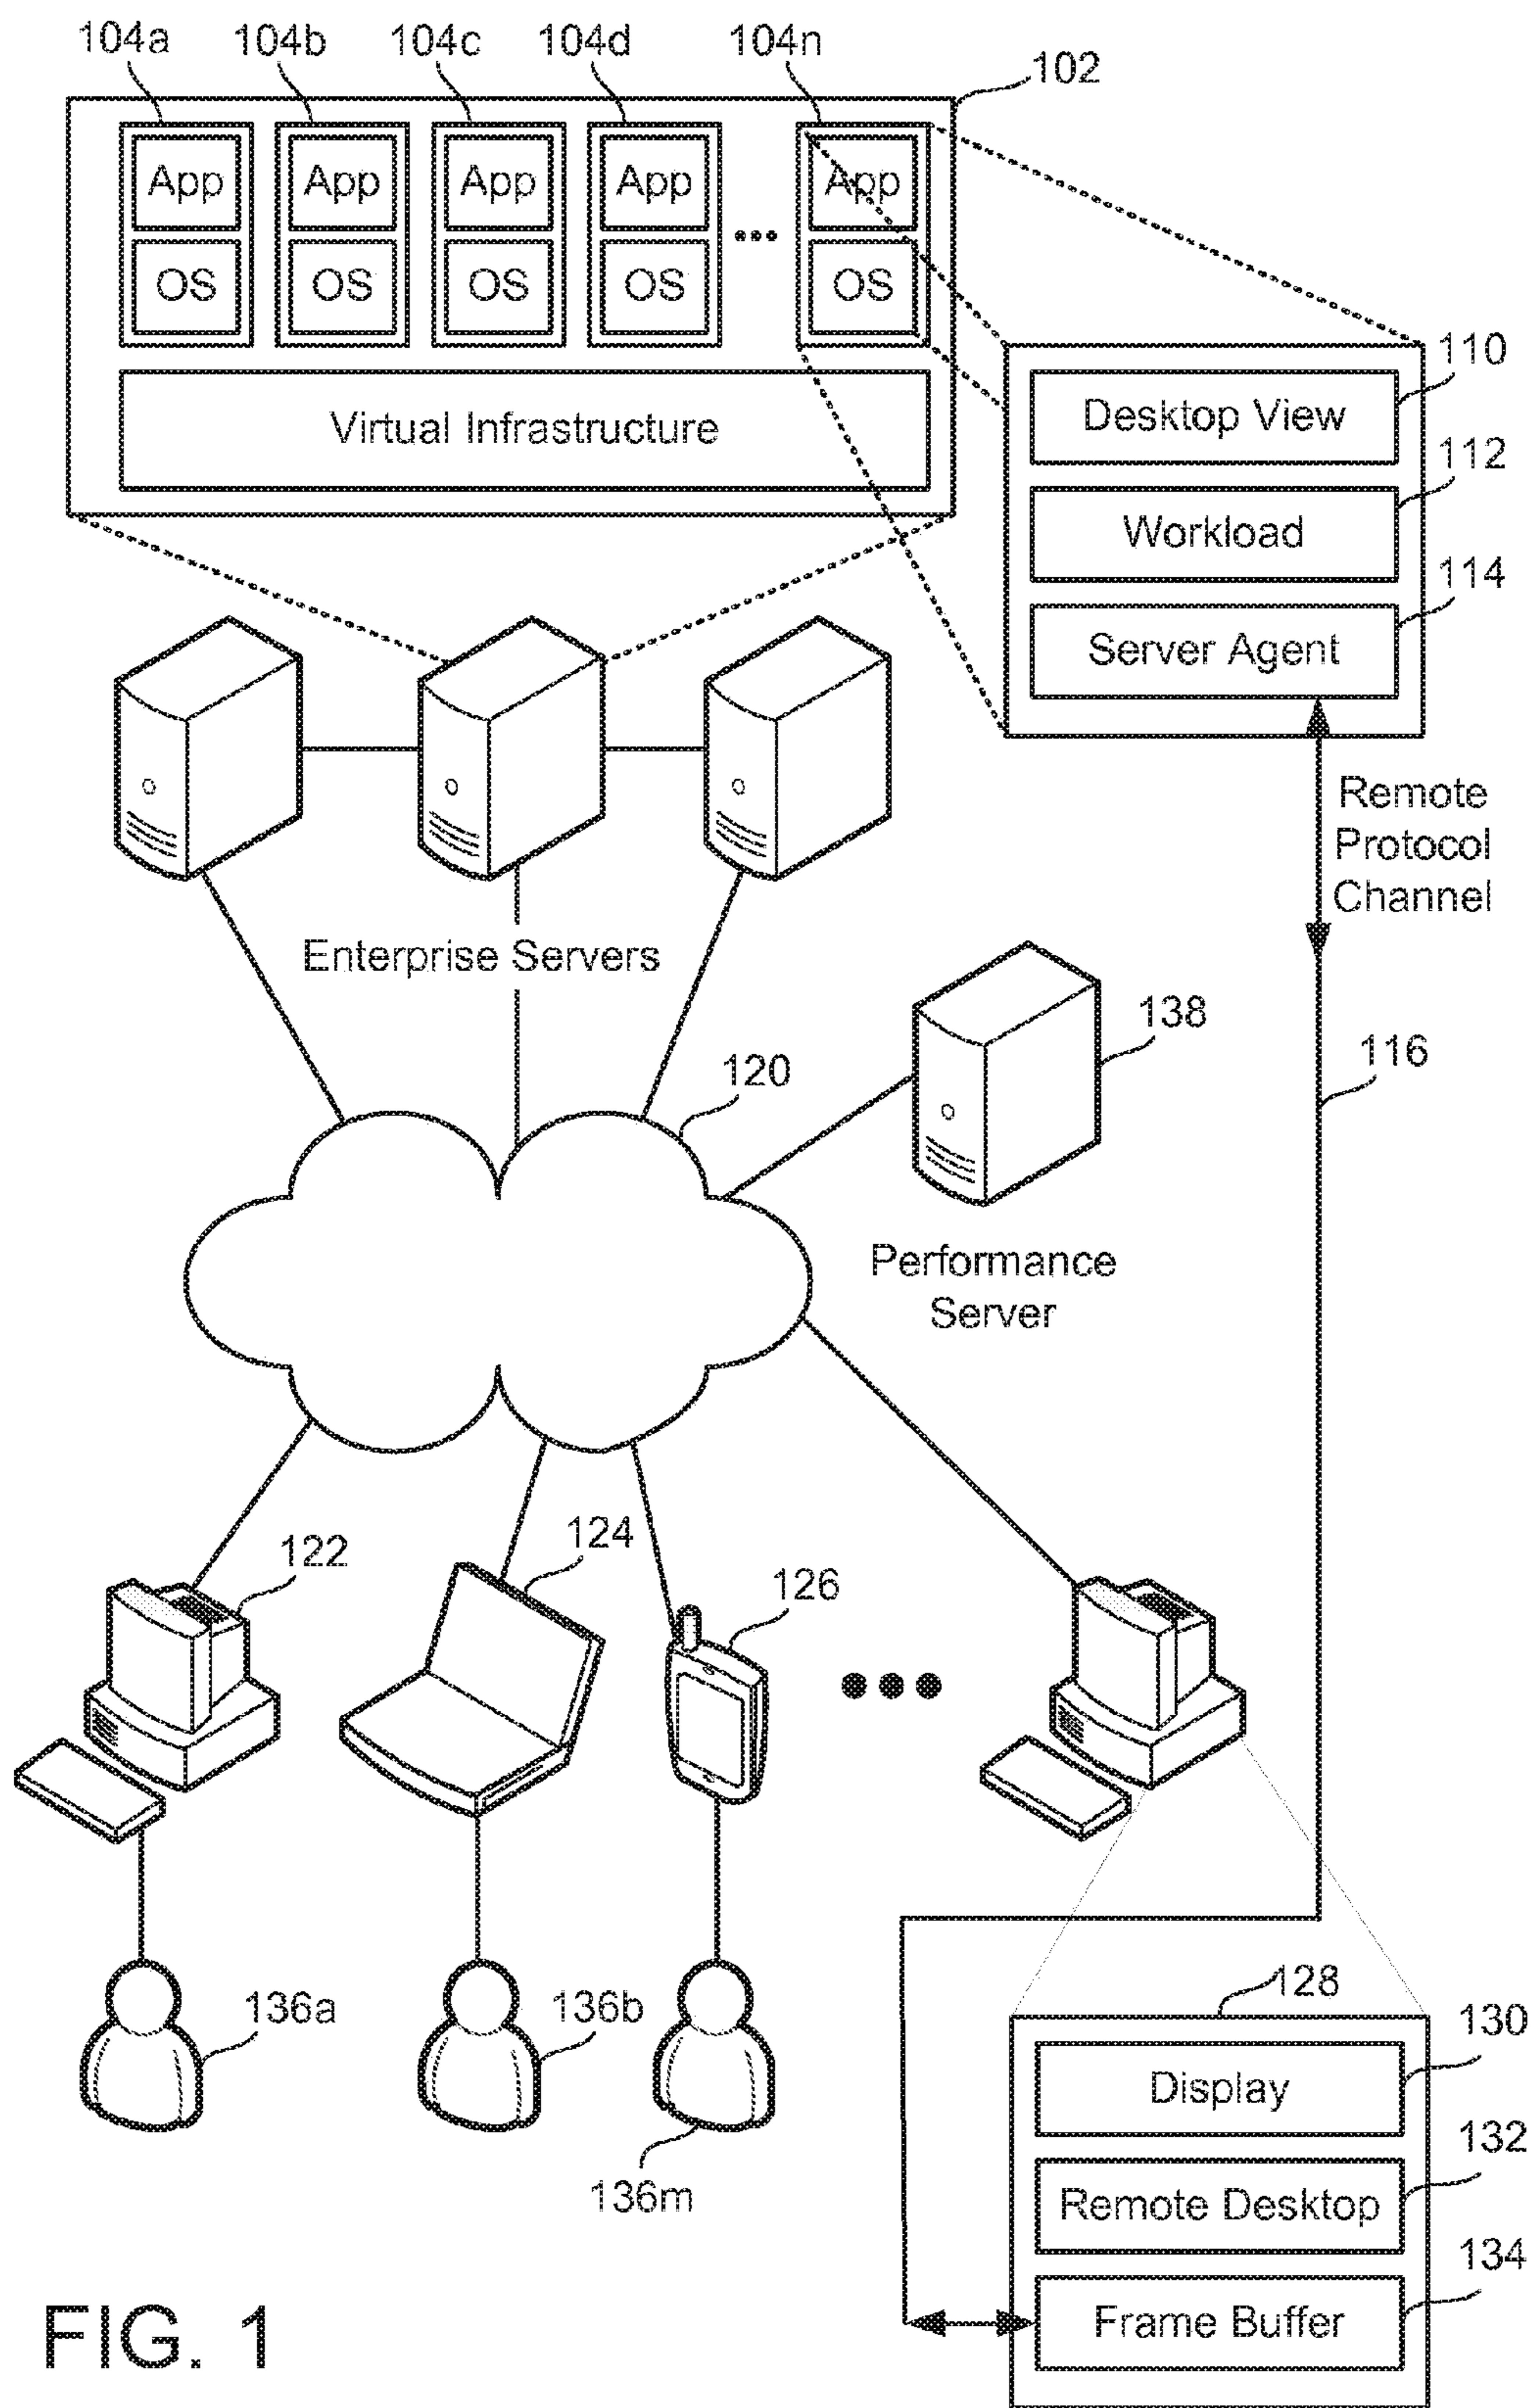 104a 104b 104c 104d 104n
102
App App App App App
...
OS OS OS OS OS
Virtual Infrastructure
110
Desktop View
112
Workload
114
Server Agent
Remote
Protocol
Channel
Enterprise Servers
138
116
120
Performance
Server
122
124
126
136a
136b
136m
128
130
Display
132
Remote Desktop
134
Frame Buffer
FIG. 1